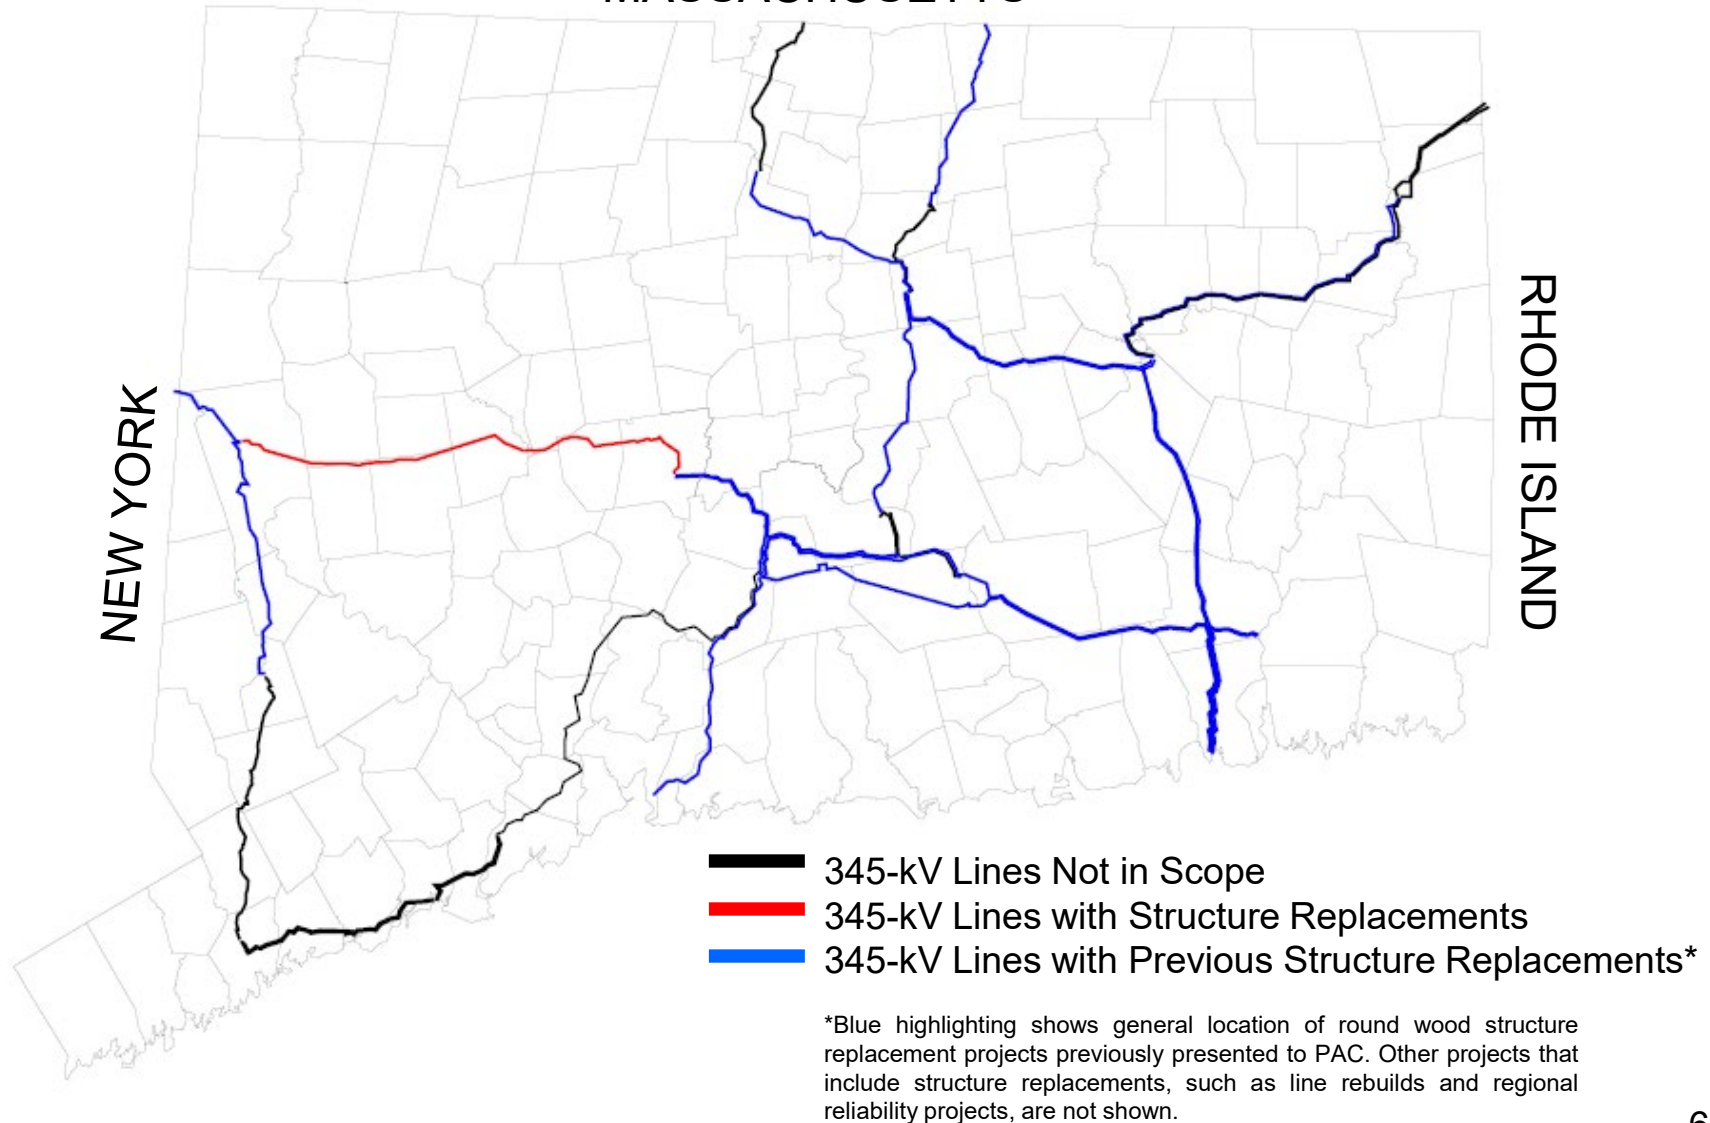 MASSACHUSETTS
NEW YORK
RHODE ISLAND
345-kV Lines Not in Scope
345-kV Lines with Structure Replacements
345-kV Lines with Previous Structure Replacements*
*Blue highlighting shows general location of round wood structure
replacement projects previously presented to PAC. Other projects that
include structure replacements, such as line rebuilds and regional
reliability projects, are not shown.
6